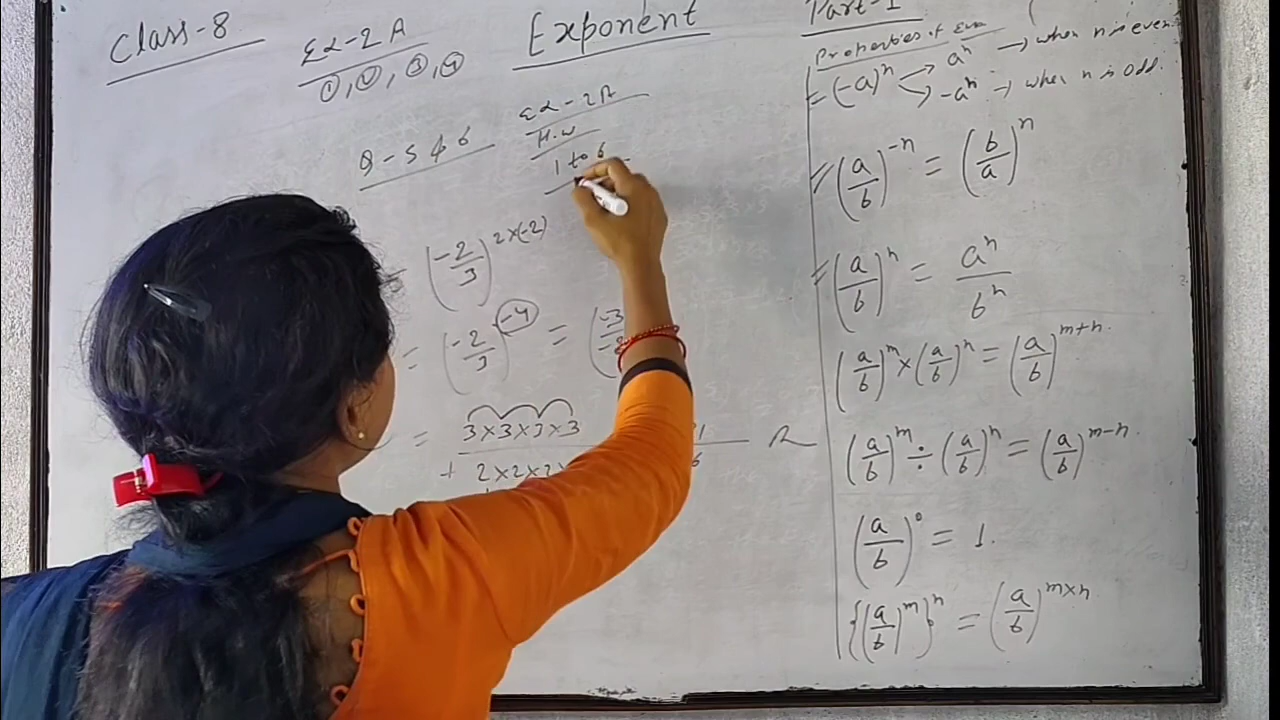 Class-8
Ex-2A
①, ②, ③, ④
Exponent
Part-1
Q-5 & 6
Ex-2A
H.W
1 to 6
= (-2/3)^2×(-2)
= (-2/3)^-4 = (-3
= 3×3×3×3
+ 2×2×2×
Properties of
= (-a)^n → a^n → when n is even
→ -a^n → when n is odd.
= (a/b)^-n = (b/a)^n
= (a/b)^n = a^n/b^n
(a/b)^m × (a/b)^n = (a/b)^m+n
(a/b)^m ÷ (a/b)^n = (a/b)^m-n
(a/b)^0 = 1.
{(a/b)^m}^n = (a/b)^m×n